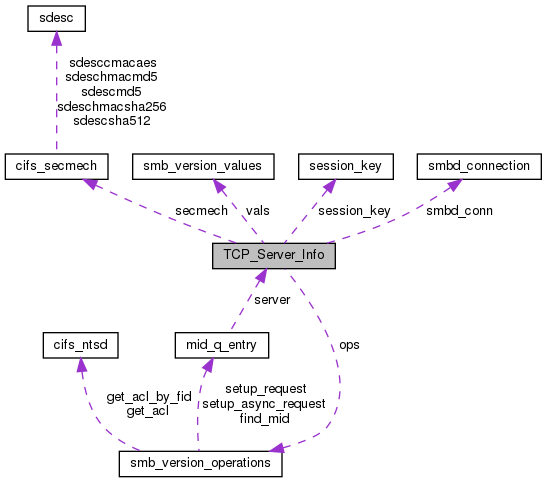 sdesc
sdesccmacaes
sdeschmacmd5
sdescmd5
sdeschmacsha256
sdescsha512
cifs_secmech
smb_version_values
session_key
smbd_connection
secmech
vals
session_key
smbd_conn
TCP_Server_Info
server
cifs_ntsd
mid_q_entry
ops
get_acl_by_fid
get_acl
setup_request
setup_async_request
find_mid
smb_version_operations